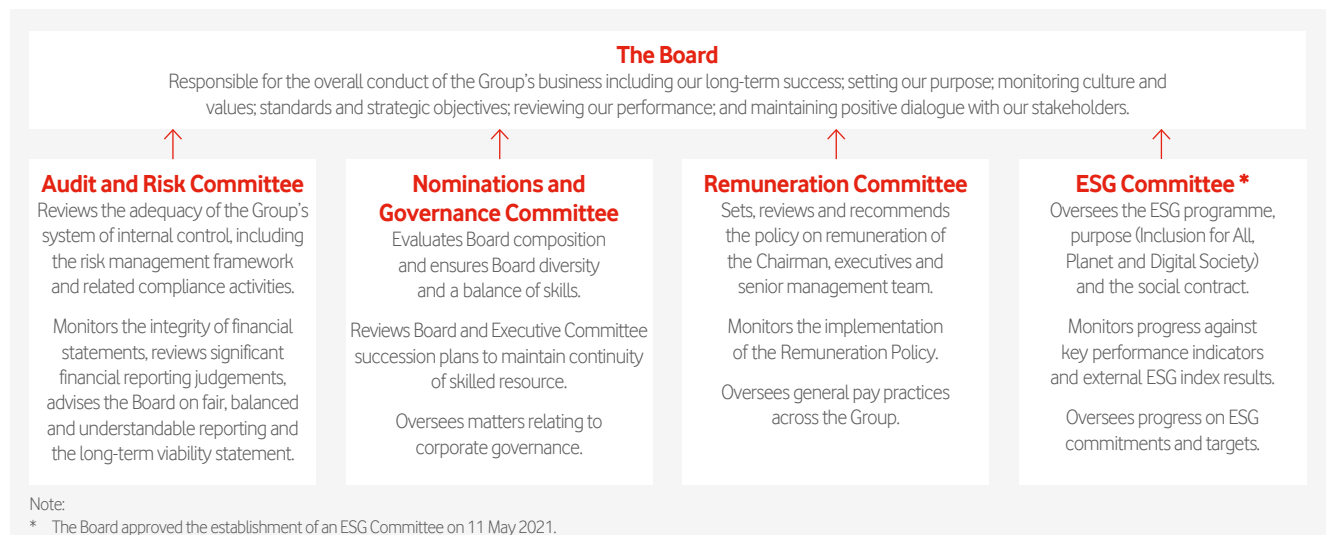 The Board
Responsible for the overall conduct of the Group's business including our long-term success; setting our purpose; monitoring culture and
values; standards and strategic objectives; reviewing our performance; and maintaining positive dialogue with our stakeholders.
Audit and Risk Committee
Reviews the adequacy of the Group's
system of internal control, including
the risk management framework
and related compliance activities.
Monitors the integrity of financial
statements, reviews significant
financial reporting judgements,
advises the Board on fair, balanced
and understandable reporting and
the long-term viability statement.
Nominations and
Governance Committee
Evaluates Board composition
and ensures Board diversity
and a balance of skills.
Reviews Board and Executive Committee
succession plans to maintain continuity
of skilled resource.
Oversees matters relating to
corporate governance.
Remuneration Committee
Sets, reviews and recommends
the policy on remuneration of
the Chairman, executives and
senior management team.
Monitors the implementation
of the Remuneration Policy.
Oversees general pay practices
across the Group.
ESG Committee *
Oversees the ESG programme,
purpose (Inclusion for All,
Planet and Digital Society)
and the social contract.
Monitors progress against
key performance indicators
and external ESG index results.
Oversees progress on ESG
commitments and targets.
Note:
* The Board approved the establishment of an ESG Committee on 11 May 2021.